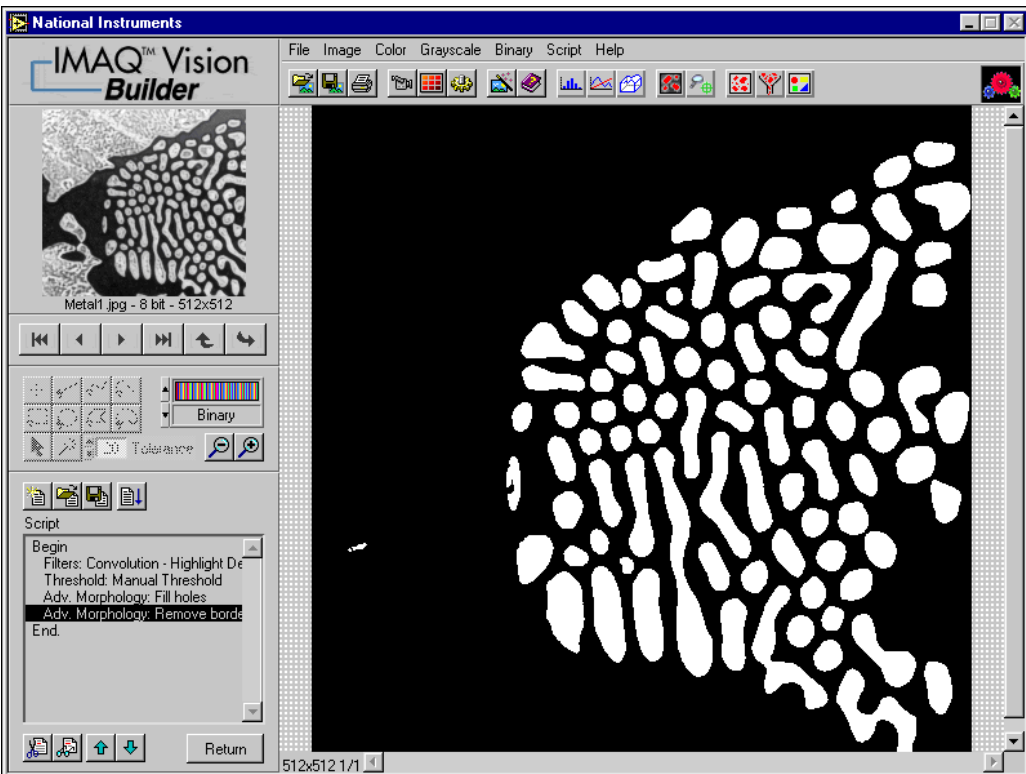 National Instruments
IMAQ™ Vision
Builder
File Image Color Grayscale Binary Script Help
Metal1.jpg - 8 bit - 512x512
Binary
Tolerance
Script
Begin
Filters: Convolution - Highlight De
Threshold: Manual Threshold
Adv. Morphology: Fill holes
Adv. Morphology: Remove borde
End.
Return
512x512 1/1